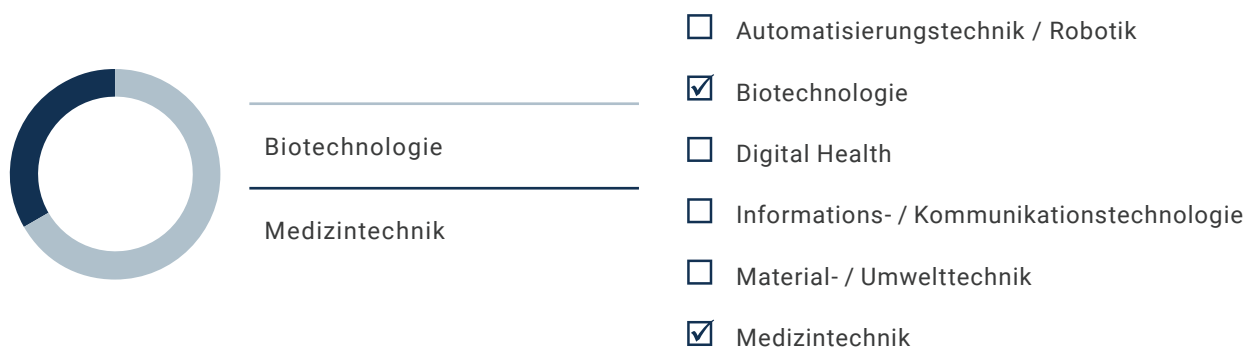 Biotechnologie
Medizintechnik
Automatisierungstechnik / Robotik
Biotechnologie
Digital Health
Informations- / Kommunikationstechnologie
Material- / Umwelttechnik
Medizintechnik